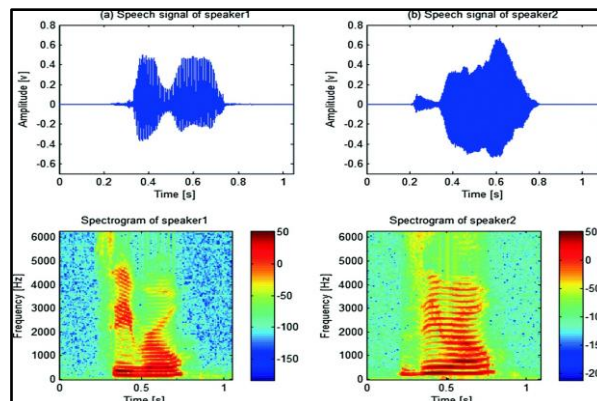 (a) Speech signal of speaker1
(b) Speech signal of speaker2
Amplitude [v]
0.8
0.6
0.4
0.2
0
-0.2
-0.4
-0.6
0 0.2 0.4 0.6 0.8 1
Time [s]
Amplitude [v]
0.8
0.6
0.4
0.2
0
-0.2
-0.4
-0.6
0 0.2 0.4 0.6 0.8 1
Time [s]
Spectrogram of speaker1
Frequency [Hz]
6000
5000
4000
3000
2000
1000
0
0 0.5 1
Time [s]
50
0
-50
-100
-150
Spectrogram of speaker2
Frequency [Hz]
6000
5000
4000
3000
2000
1000
0
0 0.5 1
Time [s]
50
0
-50
-10
-15
-20